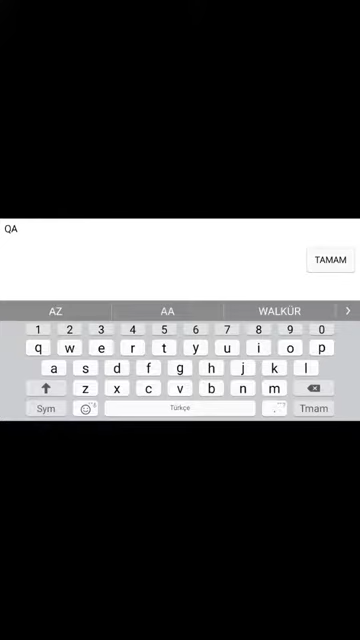 QA
TAMAM
AZ AA WALKÜR >
1 2 3 4 5 6 7 8 9 0
q w e r t y u i o p
a s d f g h j k l
z x c v b n m
Sym Türkçe . Tmam